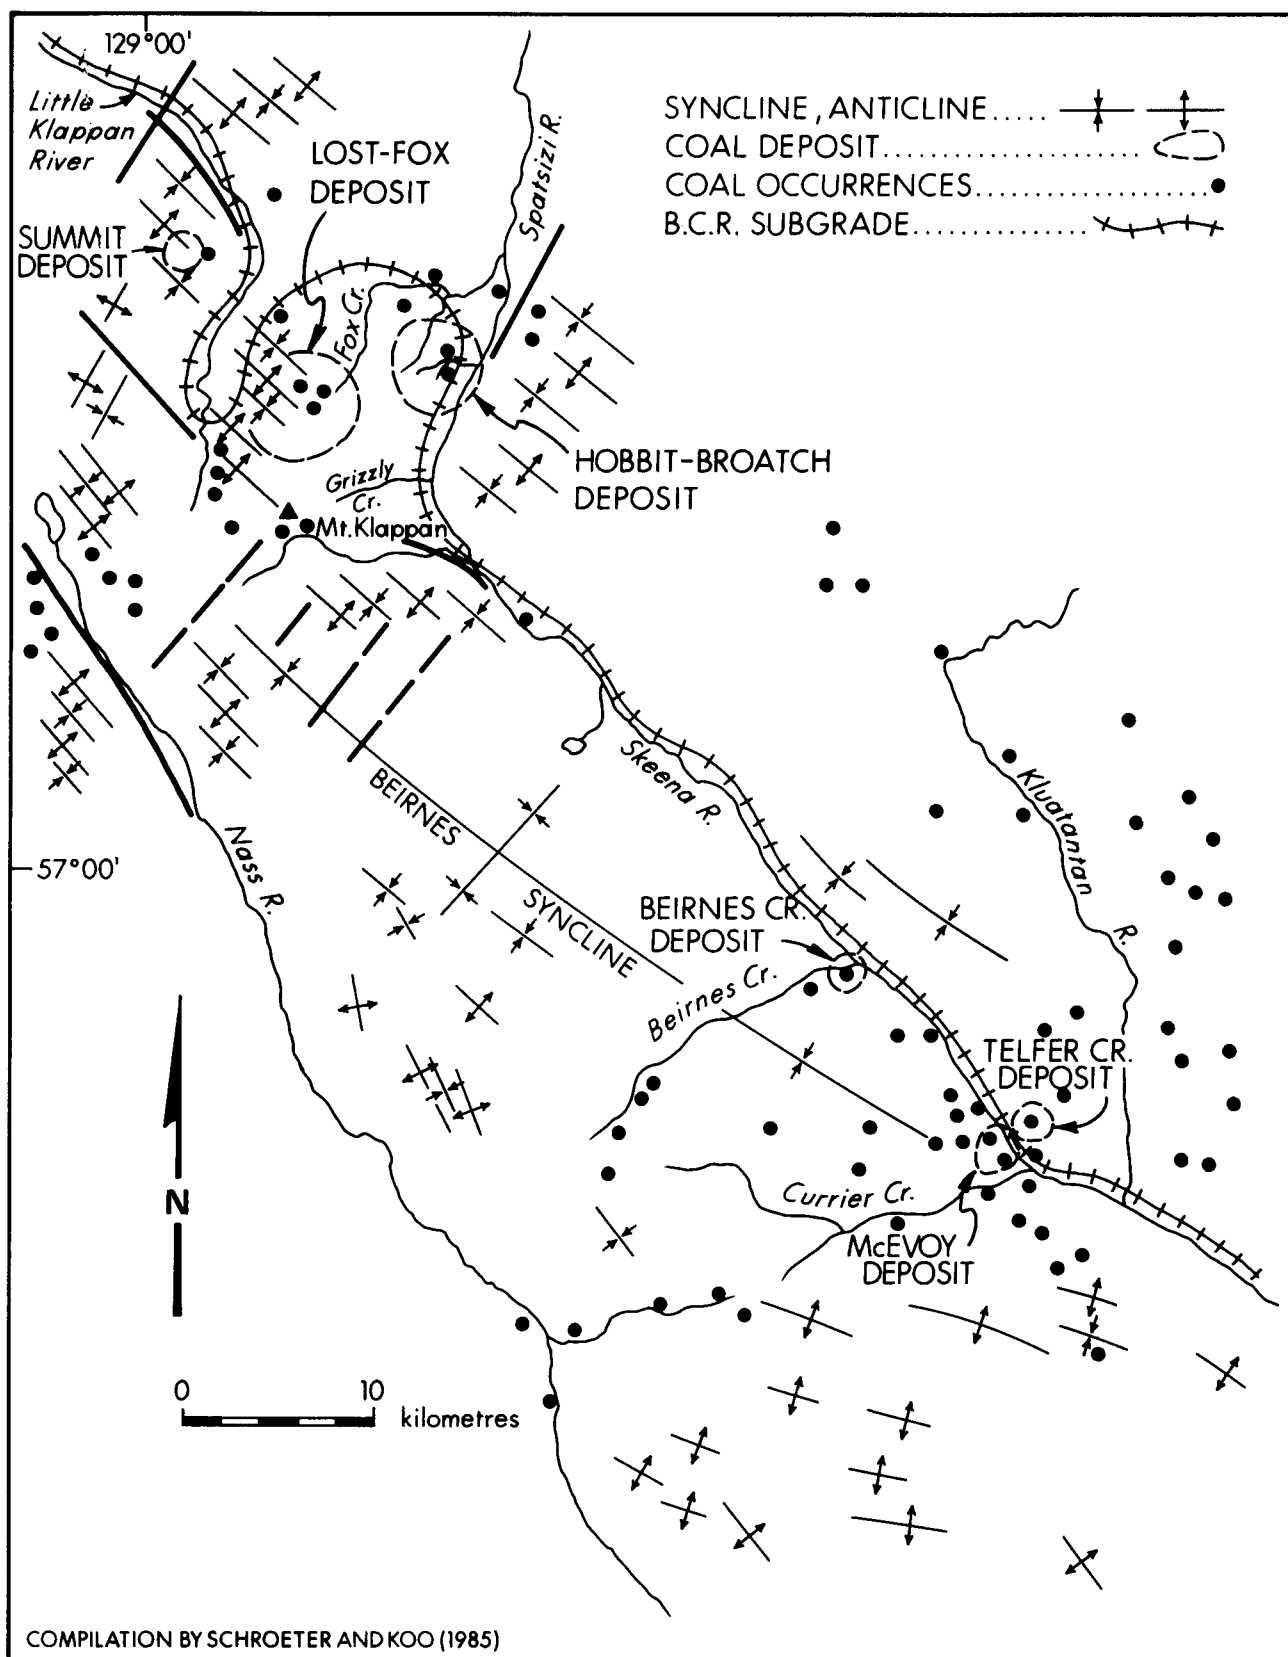 129°00'
Little
Klappan
River
LOST-FOX
DEPOSIT
Spatsizi R.
SYNCLINE, ANTICLINE.....
COAL DEPOSIT......................
COAL OCCURRENCES....................
B.C.R. SUBGRADE................
SUMMIT
DEPOSIT
Fox Cr.
HOBBIT-BROATCH
DEPOSIT
Grizzly
Cr.
Mt. Klappan
Skeena R.
Kluatantan R.
BEIRNES
SYNCLINE
Nass R.
57°00'
BEIRNES CR.
DEPOSIT
Beirnes Cr.
TELFER CR.
DEPOSIT
Currier Cr.
McEVOY
DEPOSIT
N
0 10
kilometres
COMPILATION BY SCHROETER AND KOO (1985)